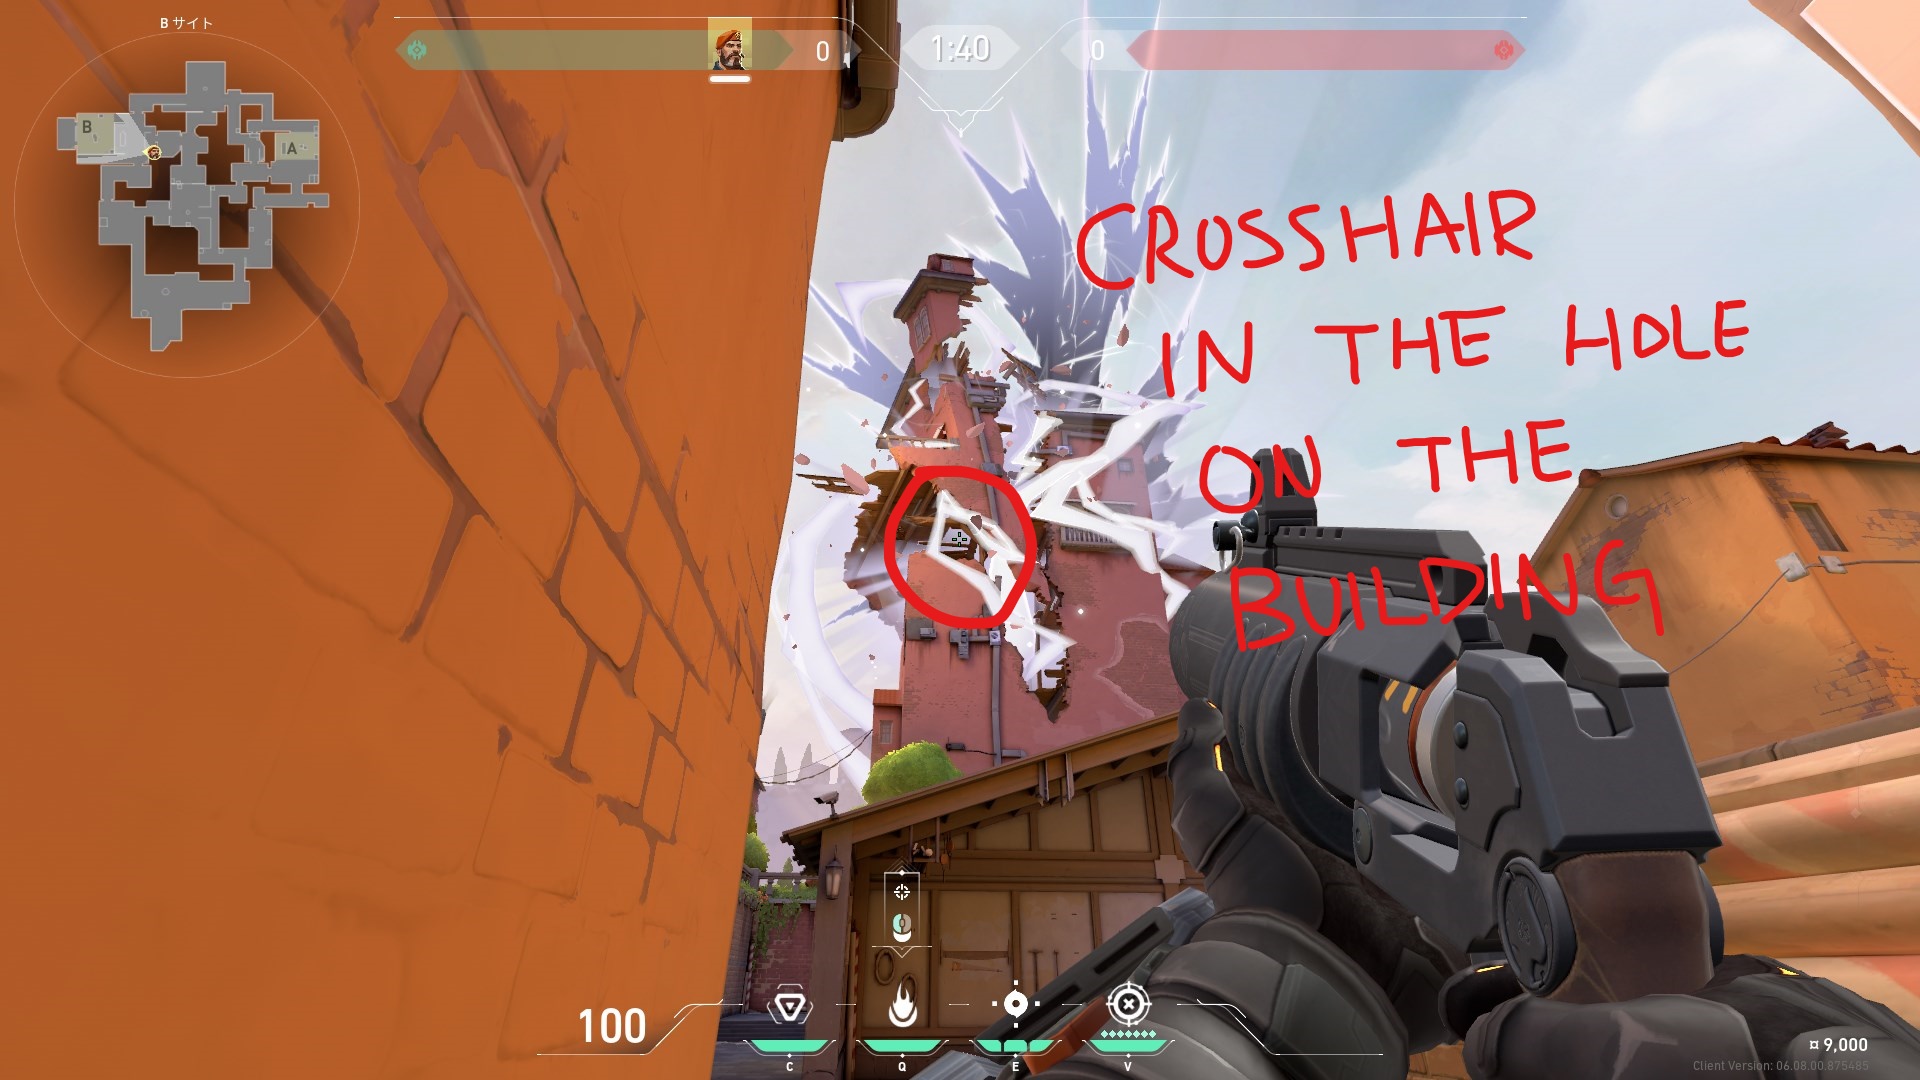 B サイト
0
1:40
0
B
A
CROSSHAIR
IN THE HOLE
ON THE
BUILDING
100
C
Q
E
V
¤ 9,000
Client Version: 06.08.00.875485